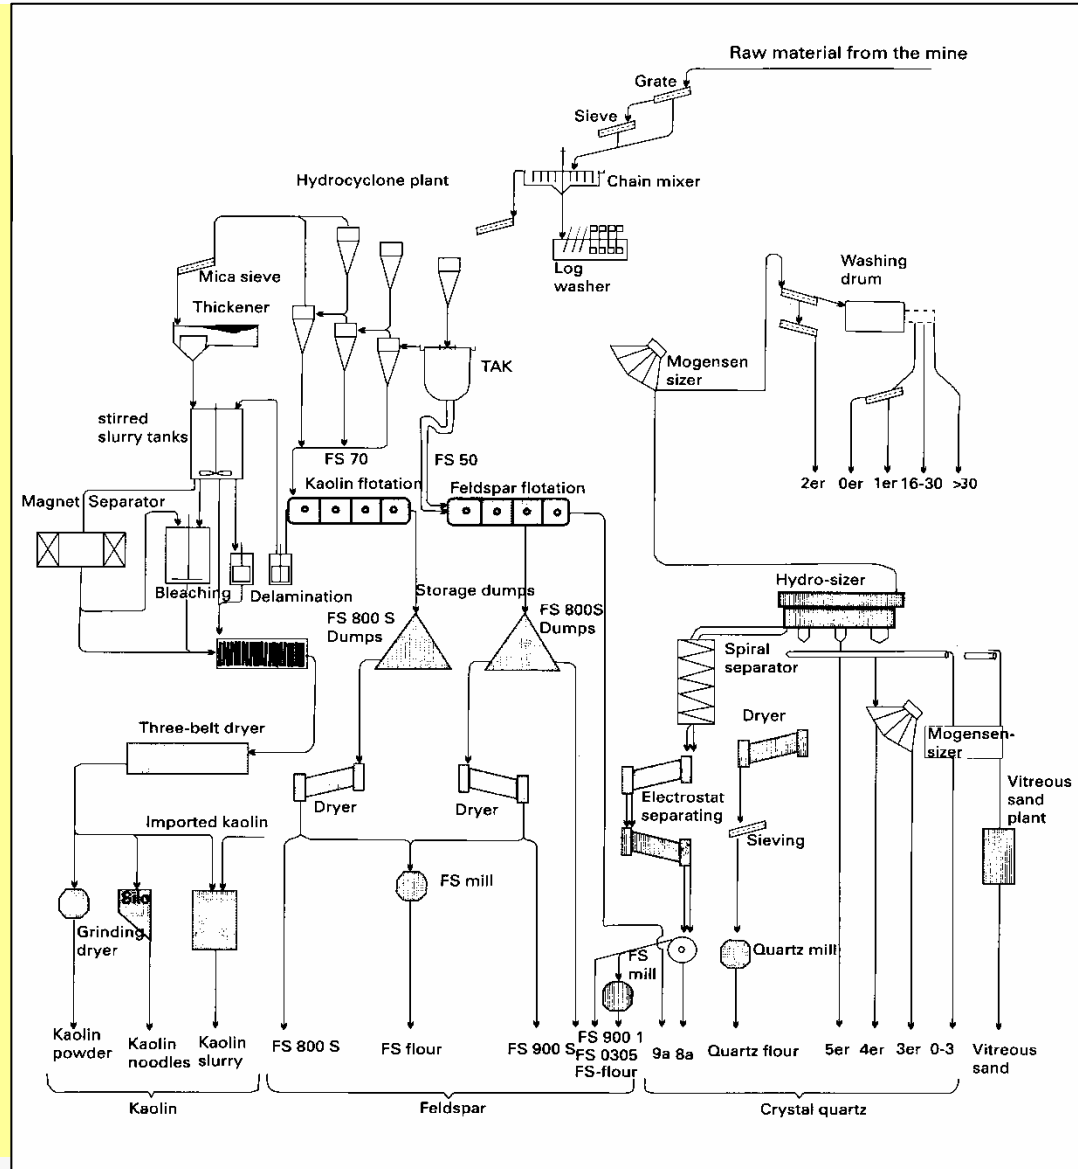 Raw material from the mine
Grate
Sieve
Hydrocyclone plant
Chain mixer
Log
washer
Washing
drum
Mica sieve
Thickener
Mogensen
sizer
TAK
stirred
slurry tanks
FS 70
FS 50
2er
0er
1er
16-30
>30
Kaolin flotation
Feldspar flotation
Magnet Separator
Bleaching
Delamination
Storage dumps
Hydro-sizer
FS 800 S
Dumps
FS 800S
Dumps
Spiral
separator
Three-belt dryer
Dryer
Mogensen-
sizer
Dryer
Dryer
Electrostat
separating
Vitreous
sand
plant
Imported kaolin
Sieving
Silo
FS mill
Grinding
dryer
FS
mill
Quartz mill
Kaolin
powder
Kaolin
noodles
Kaolin
slurry
FS 800 S
FS flour
FS 900 S
FS 900 1
FS 0305
FS-flour
9a
8a
Quartz flour
5er
4er
3er
0-3
Vitreous
sand
Kaolin
Feldspar
Crystal quartz